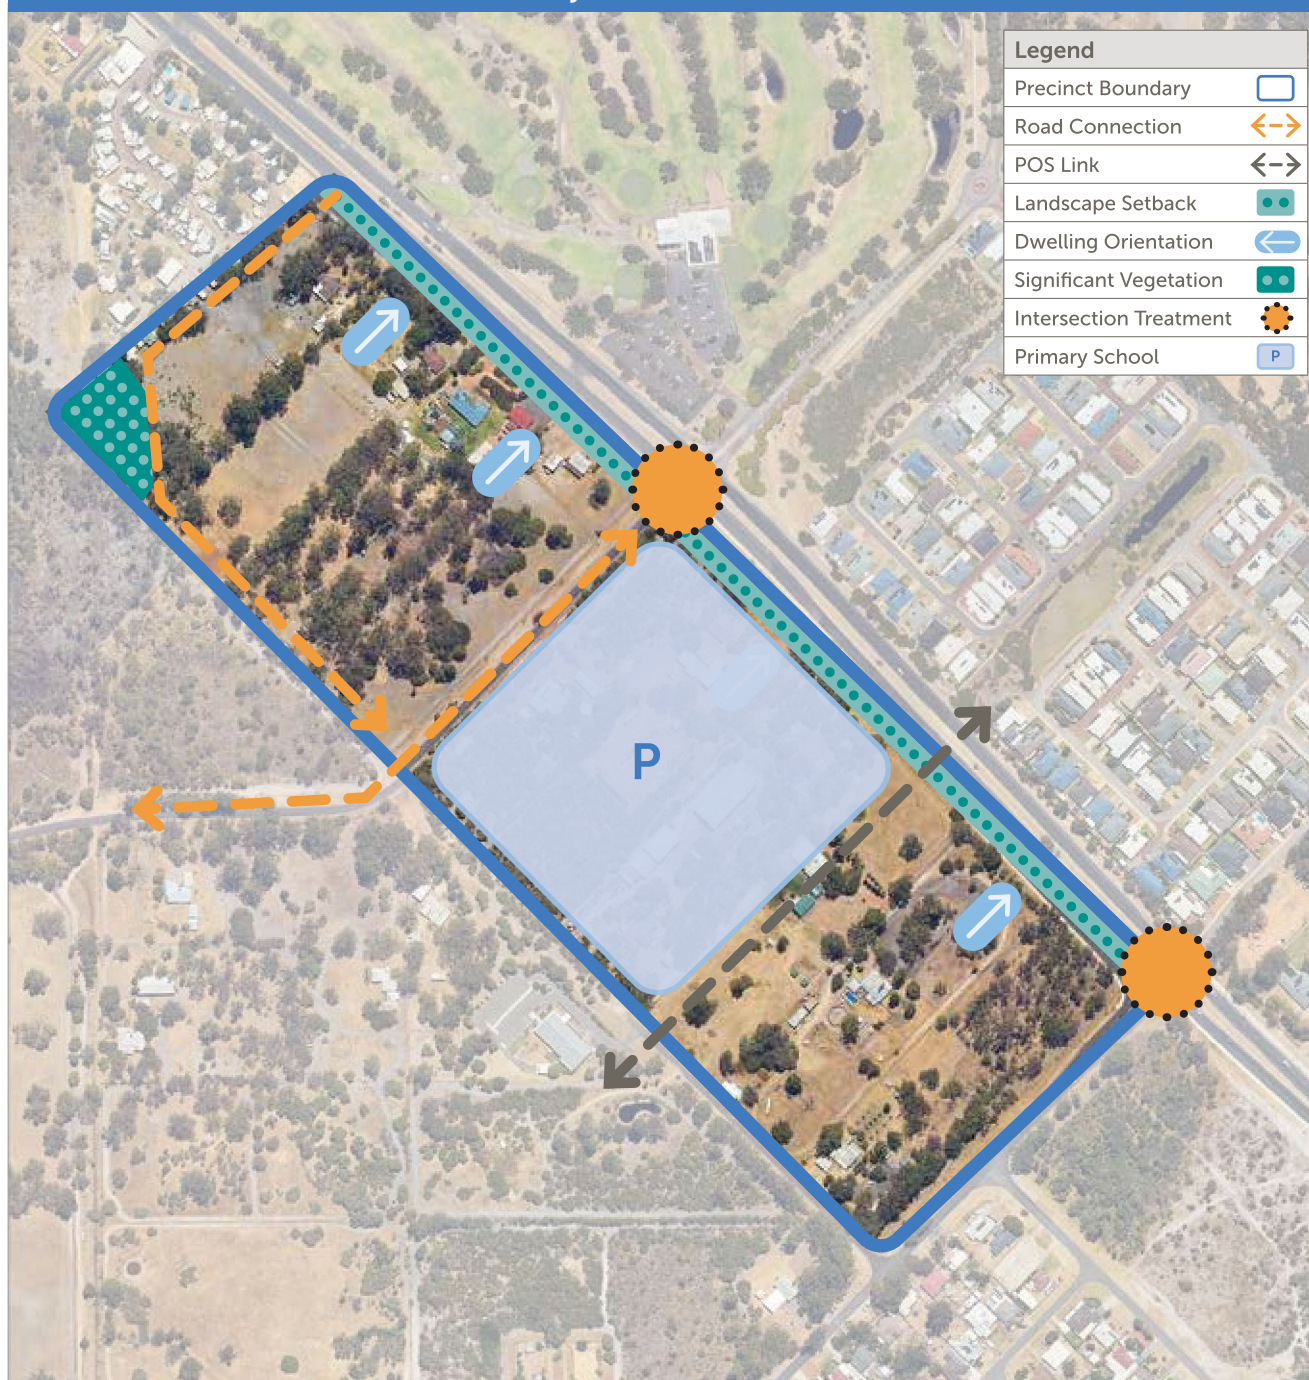 Legend
Precinct Boundary
Road Connection
POS Link
Landscape Setback
Dwelling Orientation
Significant Vegetation
Intersection Treatment
Primary School P
P